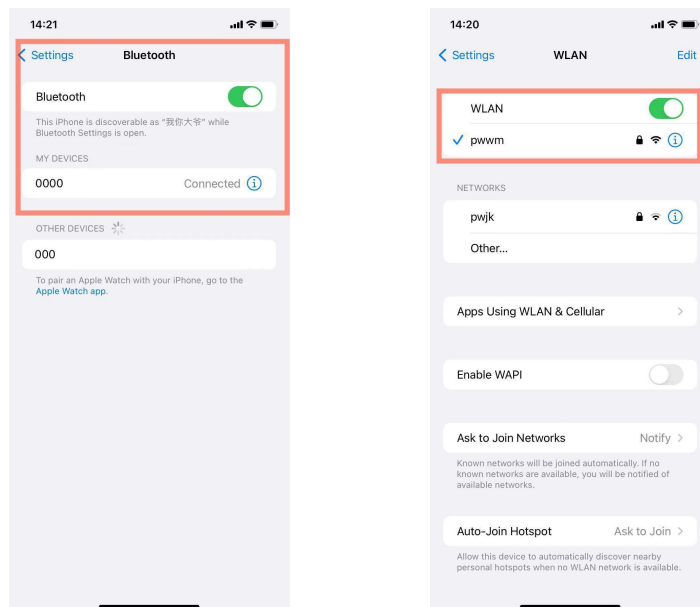 14:21
Settings
Bluetooth
Bluetooth
This iPhone is discoverable as “我你大爷” while
Bluetooth Settings is open.
MY DEVICES
0000
Connected
OTHER DEVICES
000
To pair an Apple Watch with your iPhone, go to the
Apple Watch app.
14:20
Settings
WLAN
Edit
WLAN
pwwm
NETWORKS
pwjk
Other...
Apps Using WLAN & Cellular
Enable WAPI
Ask to Join Networks
Notify
Known networks will be joined automatically. If no
known networks are available, you will be notified of
available networks.
Auto-Join Hotspot
Ask to Join
Allow this device to automatically discover nearby
personal hotspots when no WLAN network is available.